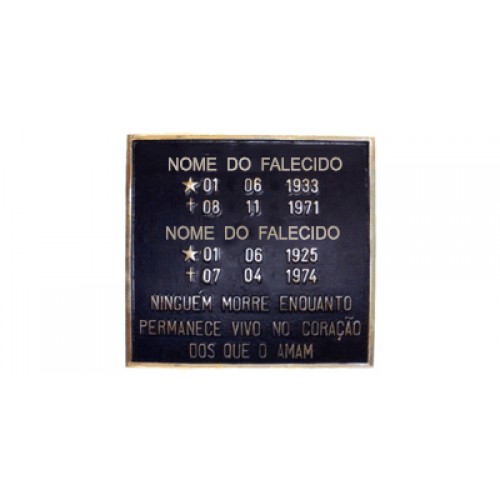 NOME DO FALECIDO
★ 01 06 1933
✝ 08 11 1971
NOME DO FALECIDO
★ 01 06 1925
✝ 07 04 1974
NINGUÉM MORRE ENQUANTO
PERMANECE VIVO NO CORAÇÃO
DOS QUE O AMAM